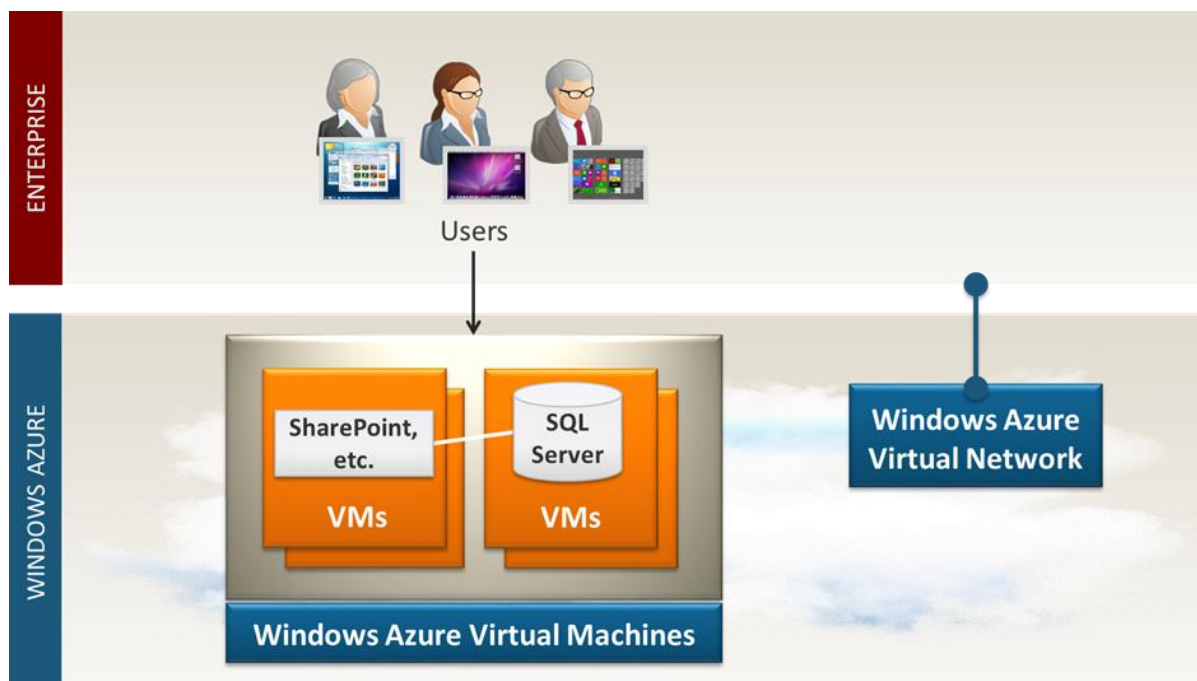 ENTERPRISE
Users
WINDOWS AZURE
SharePoint,
etc.
VMs
SQL
Server
VMs
Windows Azure Virtual Machines
Windows Azure
Virtual Network